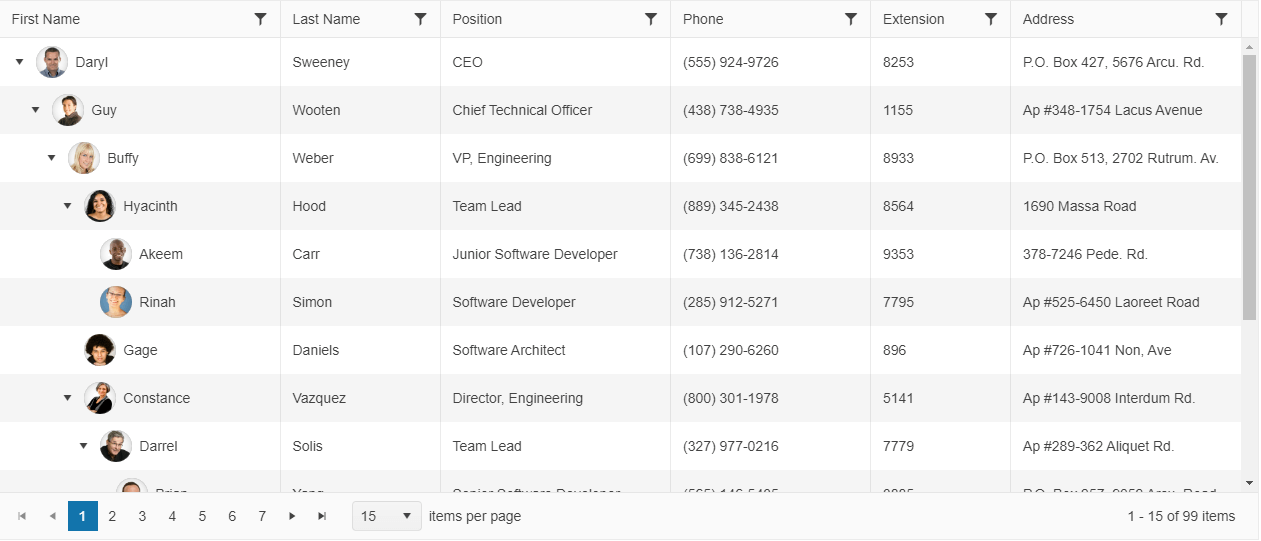 First Name Last Name Position Phone Extension Address
Daryl Sweeney CEO (555) 924-9726 8253 P.O. Box 427, 5676 Arcu. Rd.
Guy Wooten Chief Technical Officer (438) 738-4935 1155 Ap #348-1754 Lacus Avenue
Buffy Weber VP, Engineering (699) 838-6121 8933 P.O. Box 513, 2702 Rutrum. Av.
Hyacinth Hood Team Lead (889) 345-2438 8564 1690 Massa Road
Akeem Carr Junior Software Developer (738) 136-2814 9353 378-7246 Pede. Rd.
Rinah Simon Software Developer (285) 912-5271 7795 Ap #525-6450 Laoreet Road
Gage Daniels Software Architect (107) 290-6260 896 Ap #726-1041 Non, Ave
Constance Vazquez Director, Engineering (800) 301-1978 5141 Ap #143-9008 Interdum Rd.
Darrel Solis Team Lead (327) 977-0216 7779 Ap #289-362 Aliquet Rd.
Brian Yang Senior Software Developer
1 2 3 4 5 6 7 15 items per page 1 - 15 of 99 items